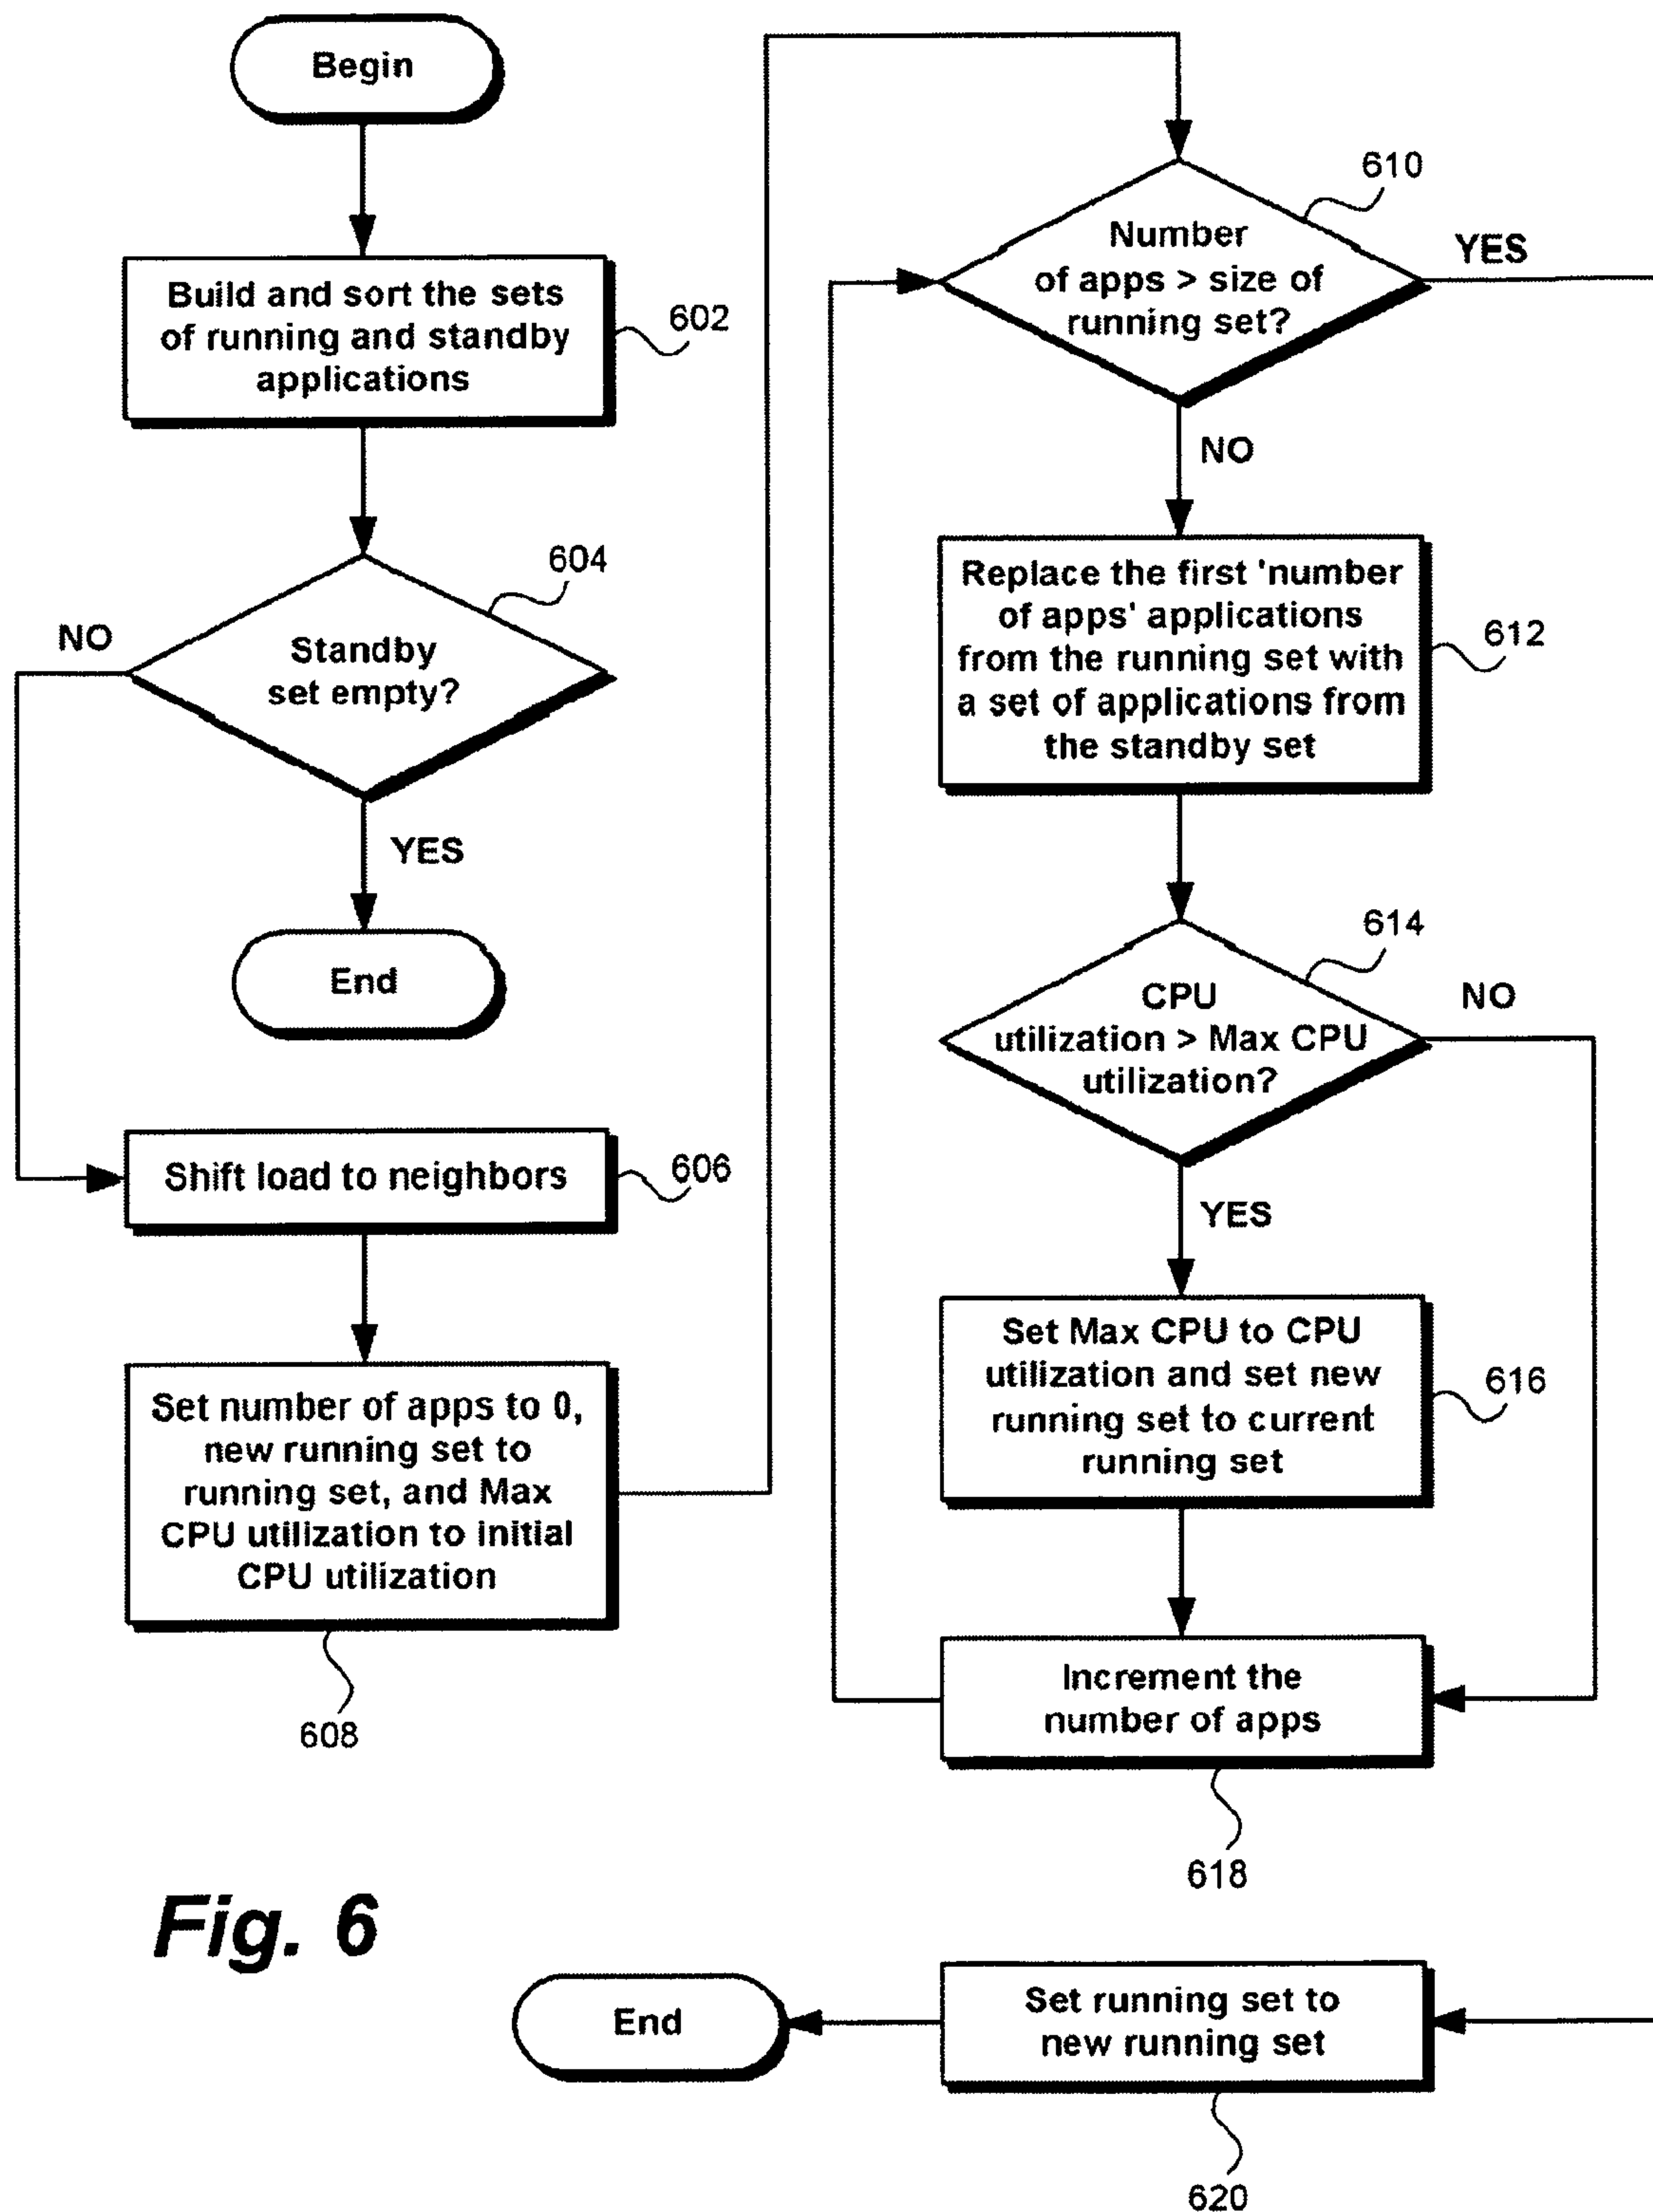 Begin
Build and sort the sets
of running and standby
applications
602
604
Standby
set empty?
NO
YES
End
Shift load to neighbors
606
Set number of apps to 0,
new running set to
running set, and Max
CPU utilization to initial
CPU utilization
608
610
Number
of apps > size of
running set?
YES
NO
Replace the first 'number
of apps' applications
from the running set with
a set of applications from
the standby set
612
614
CPU
utilization > Max CPU
utilization?
NO
YES
Set Max CPU to CPU
utilization and set new
running set to current
running set
616
Increment the
number of apps
618
Set running set to
new running set
620
End
Fig. 6